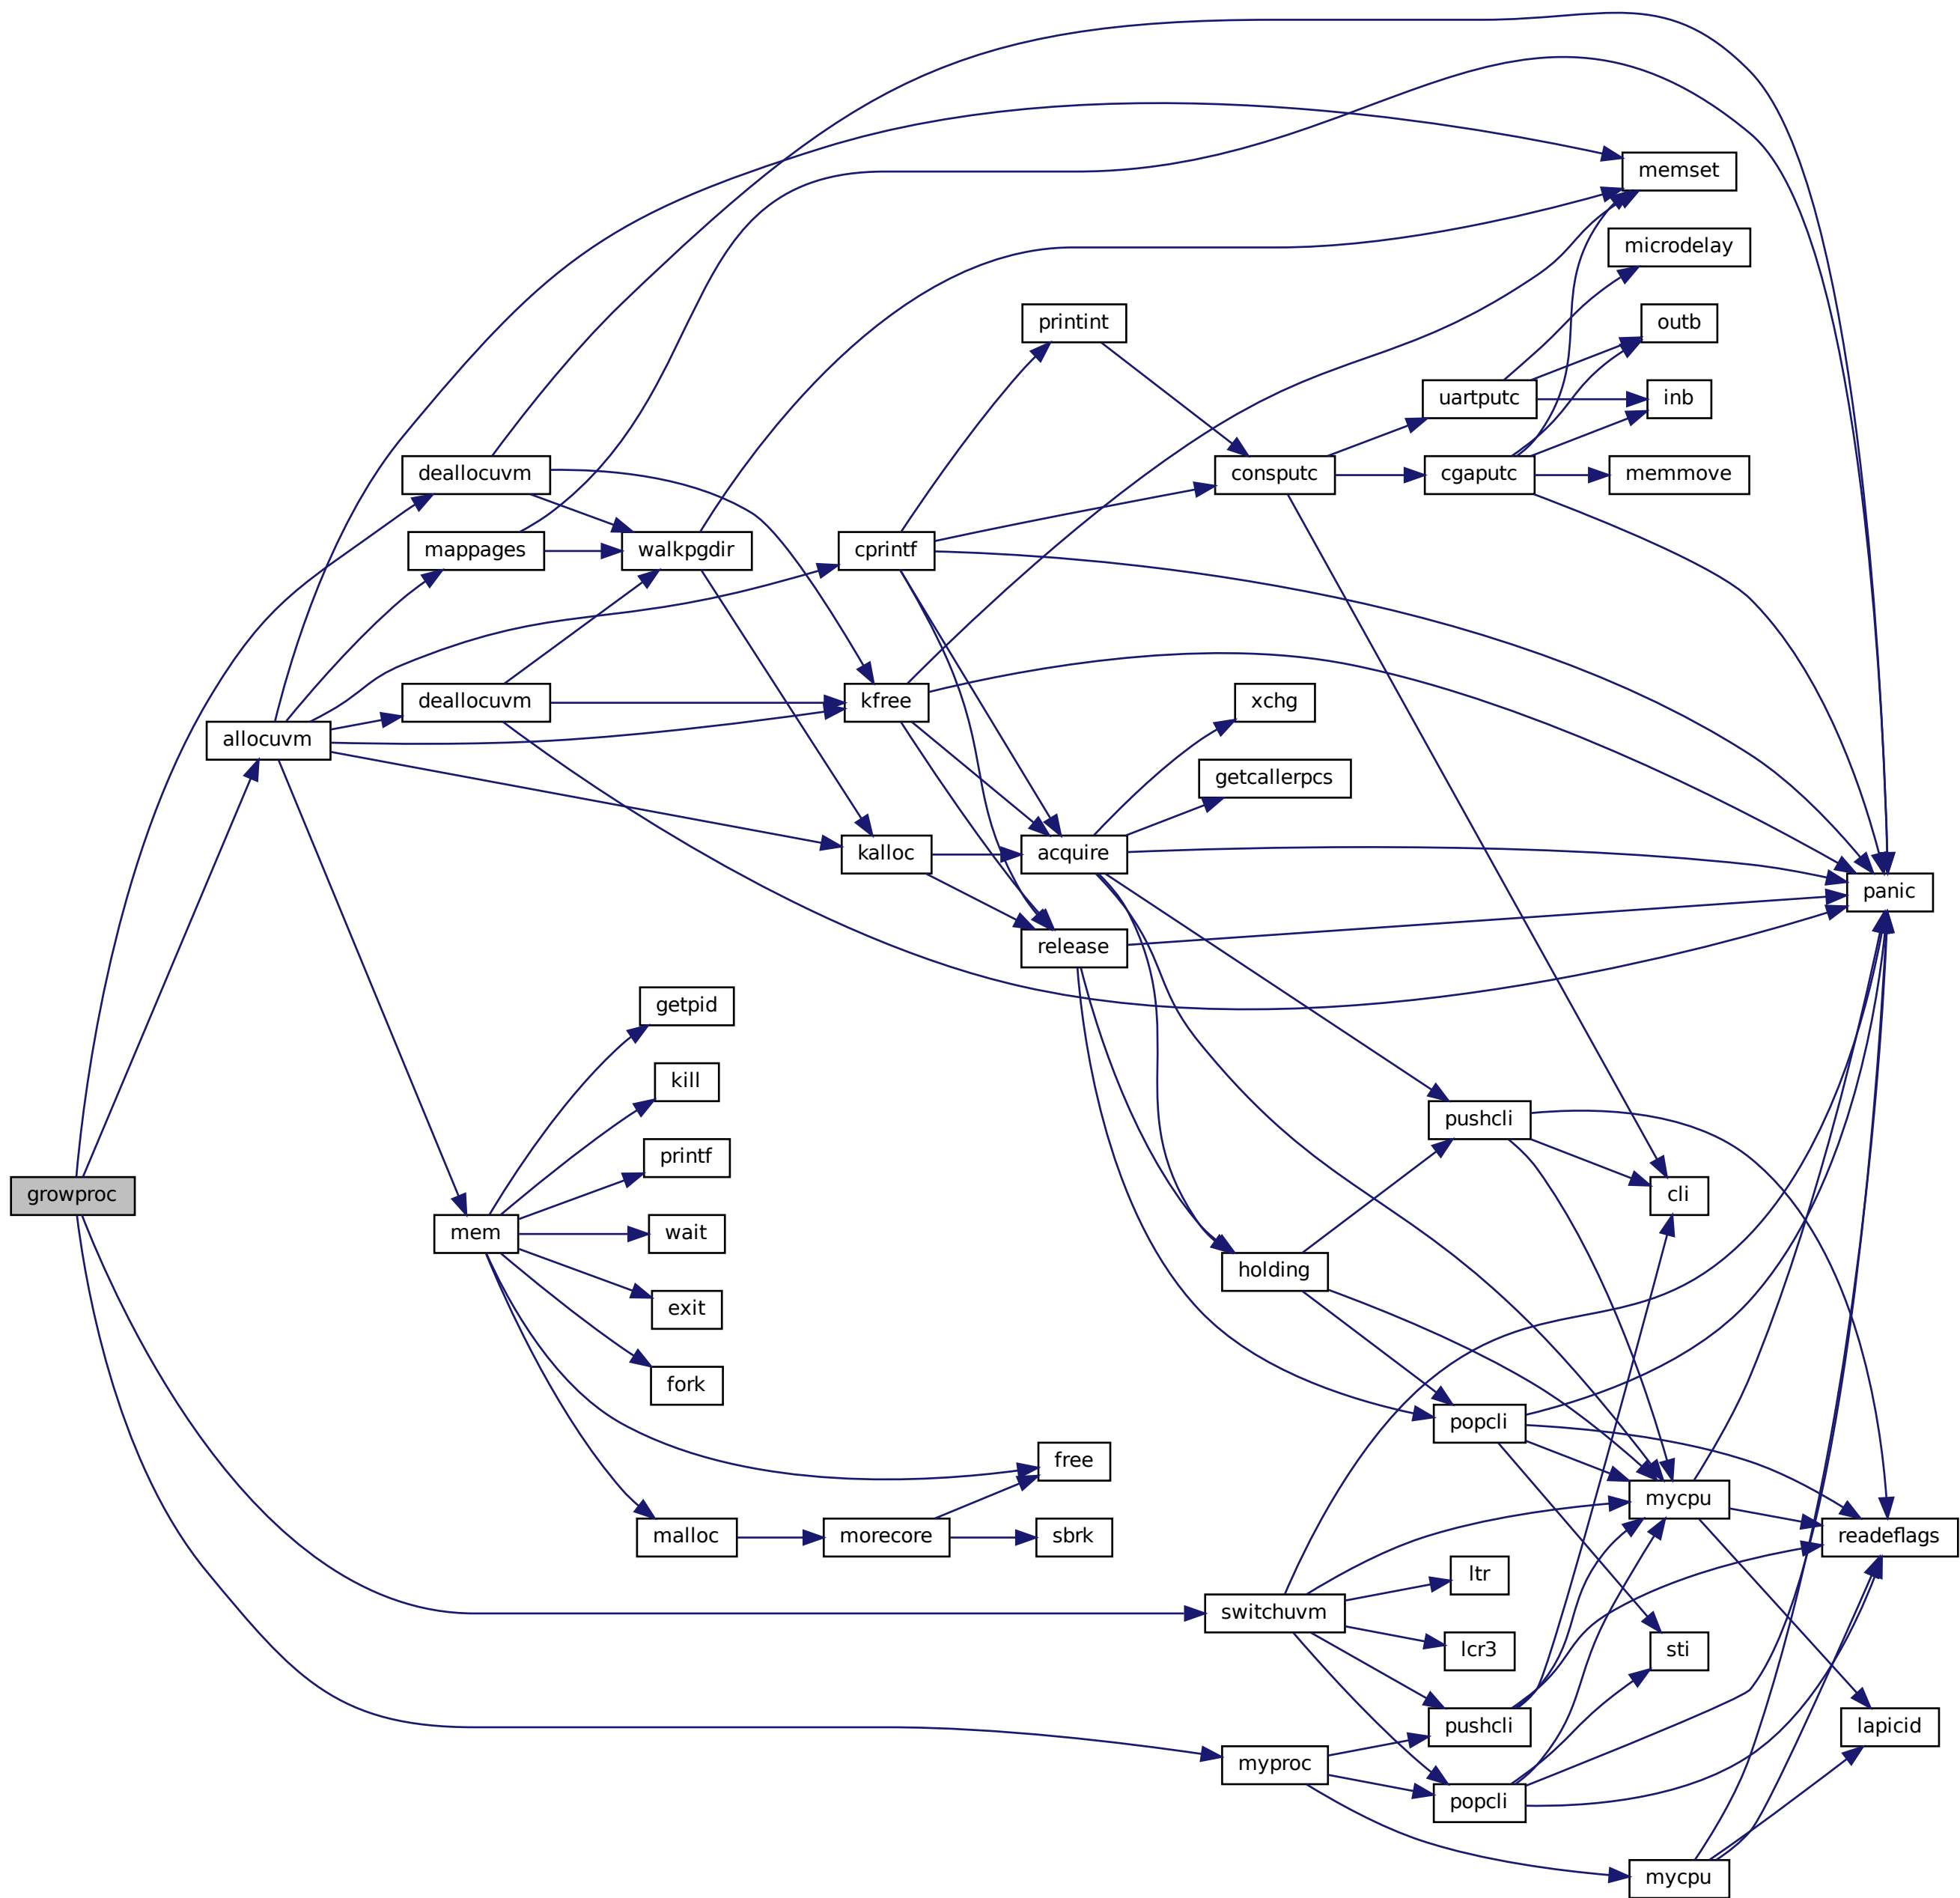 memset
microdelay
printint
outb
uartputc
inb
deallocuvm
consputc
cgaputc
memmove
mappages
walkpgdir
cprintf
deallocuvm
kfree
xchg
allocuvm
getcallerpcs
kalloc
acquire
panic
release
getpid
kill
pushcli
printf
growproc
cli
mem
wait
holding
exit
fork
popcli
free
mycpu
malloc
morecore
sbrk
readeflags
ltr
switchuvm
lcr3
sti
pushcli
lapicid
myproc
popcli
mycpu